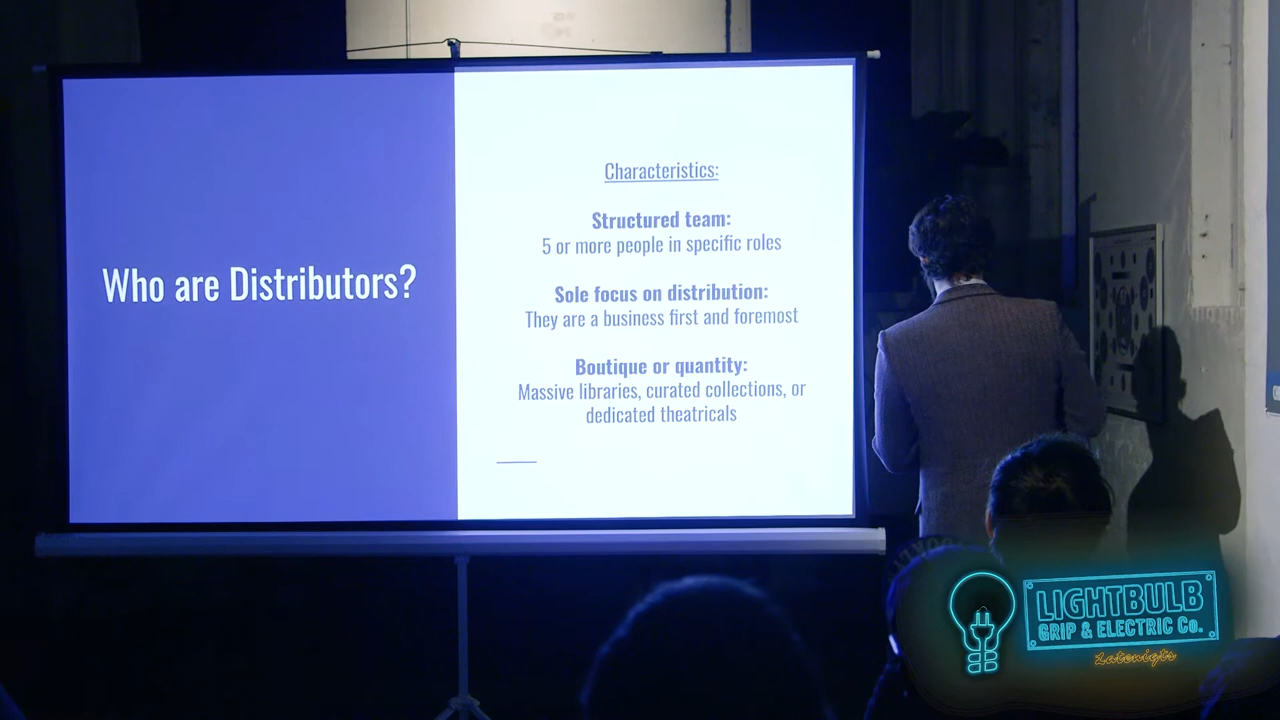 Who are Distributors?
Characteristics:
Structured team:
5 or more people in specific roles
Sole focus on distribution:
They are a business first and foremost
Boutique or quantity:
Massive libraries, curated collections, or
dedicated theatricals
LIGHTBULB
GRIP & ELECTRIC Co.